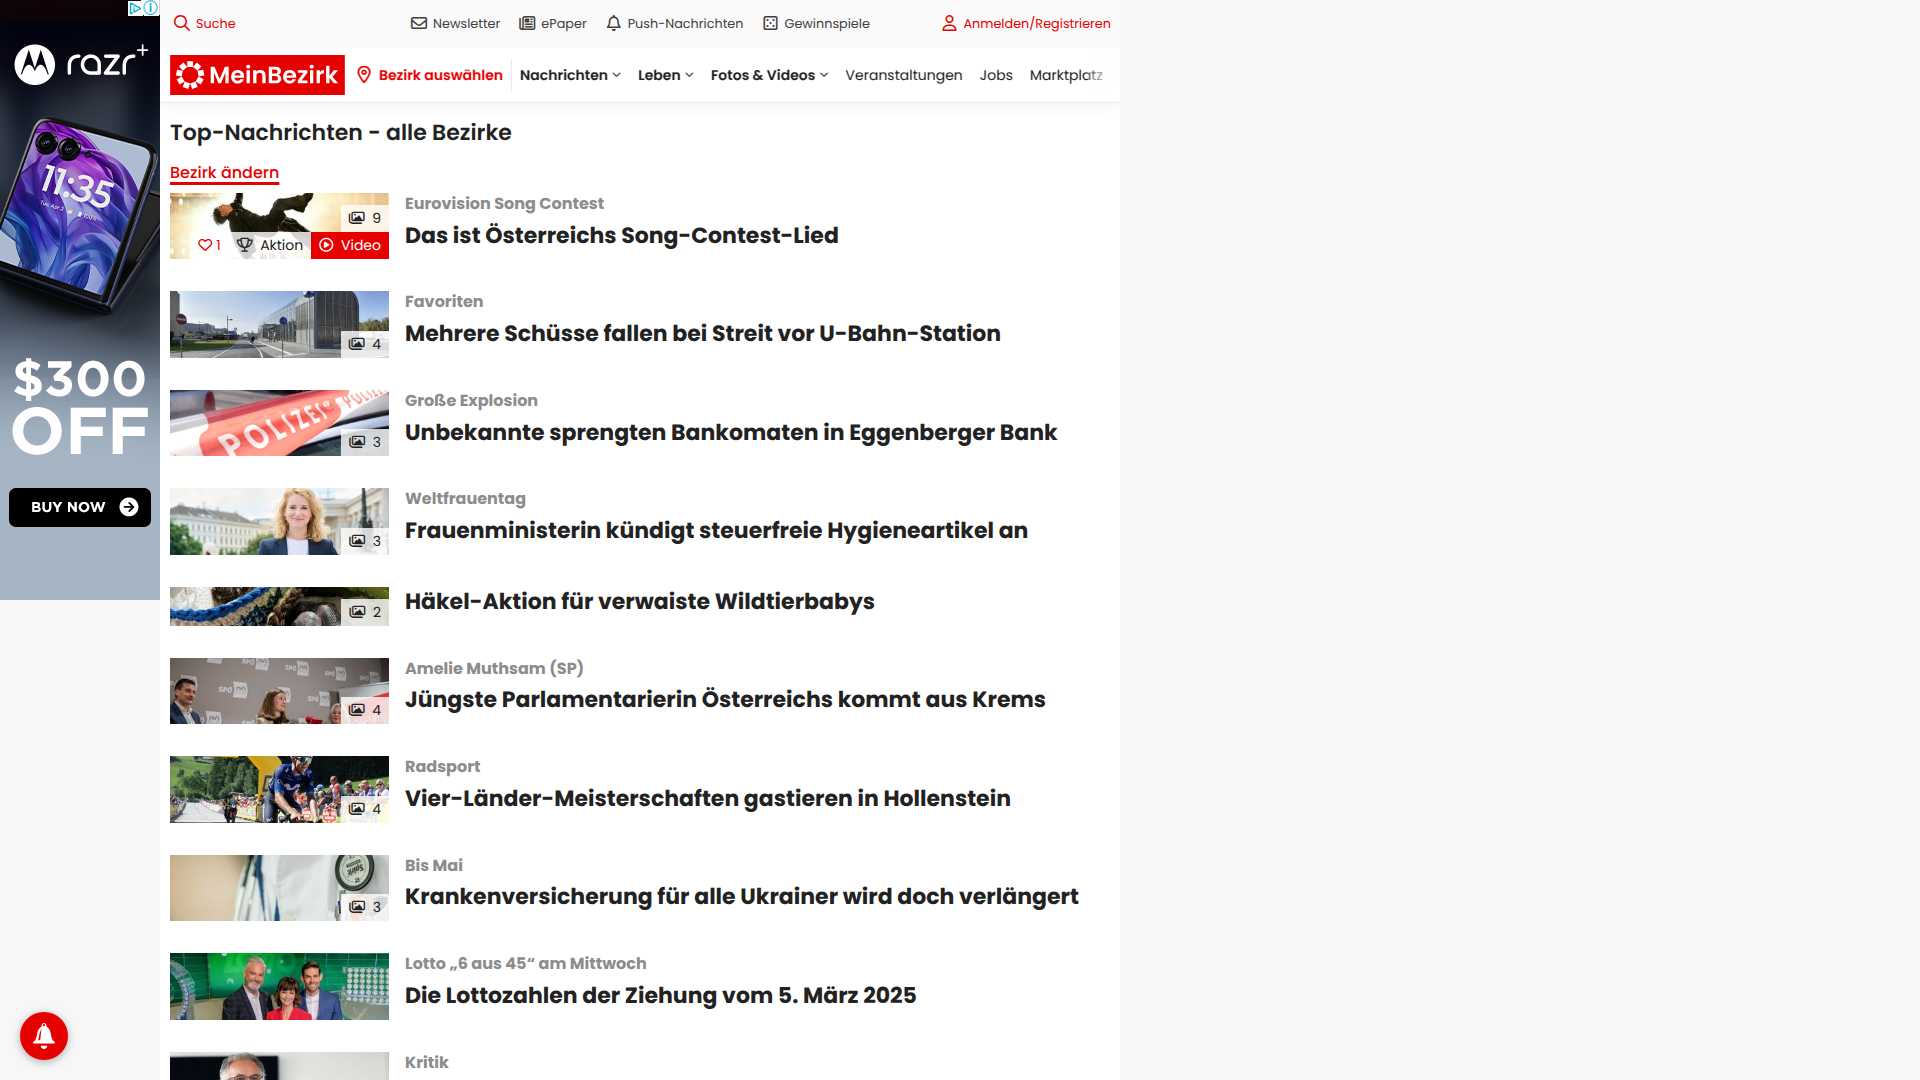 razr+
11:35
$300
OFF
BUY NOW
Suche
Newsletter
ePaper
Push-Nachrichten
Gewinnspiele
Anmelden/Registrieren
MeinBezirk
Bezirk auswählen
Nachrichten
Leben
Fotos & Videos
Veranstaltungen
Jobs
Marktplatz
Top-Nachrichten - alle Bezirke
Bezirk ändern
9
1
Aktion
Video
Eurovision Song Contest
Das ist Österreichs Song-Contest-Lied
4
Favoriten
Mehrere Schüsse fallen bei Streit vor U-Bahn-Station
POLIZEI
3
Große Explosion
Unbekannte sprengten Bankomaten in Eggenberger Bank
3
Weltfrauentag
Frauenministerin kündigt steuerfreie Hygieneartikel an
2
Häkel-Aktion für verwaiste Wildtierbabys
4
Amelie Muthsam (SP)
Jüngste Parlamentarierin Österreichs kommt aus Krems
4
Radsport
Vier-Länder-Meisterschaften gastieren in Hollenstein
3
Bis Mai
Krankenversicherung für alle Ukrainer wird doch verlängert
Lotto „6 aus 45“ am Mittwoch
Die Lottozahlen der Ziehung vom 5. März 2025
Kritik